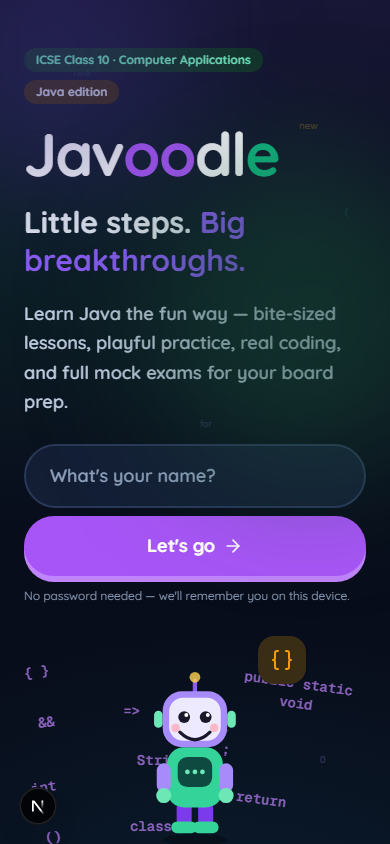 ICSE Class 10 · Computer Applications
Java edition
new
Javoodle
Little steps. Big
breakthroughs.
Learn Java the fun way — bite-sized
lessons, playful practice, real coding,
and full mock exams for your board
prep.
for
What's your name?
Let's go →
No password needed — we'll remember you on this device.
{}
{ }
public static
void
=>
&&
;
0
int
return
N
class
()